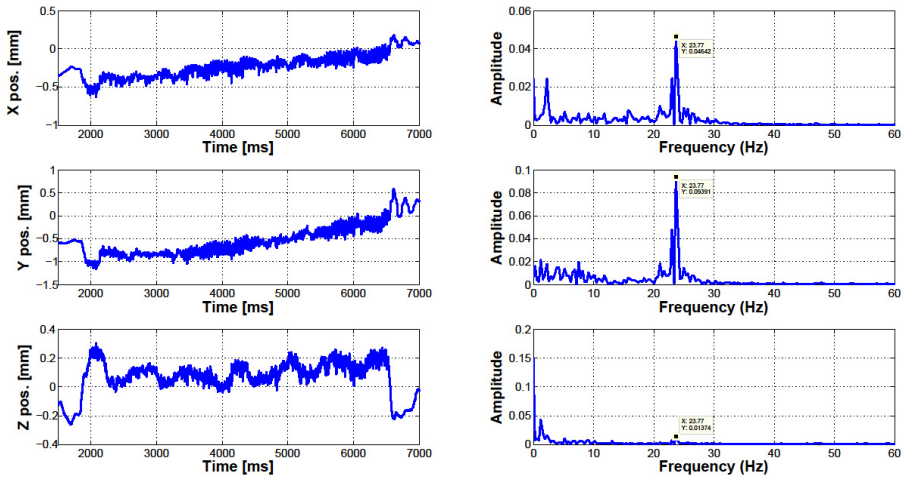 X pos. [mm]
0.5
0
−0.5
−1
2000 3000 4000 5000 6000 7000
Time [ms]
Amplitude
0.06
0.04
0.02
0
X: 23.77
Y: 0.04642
0 10 20 30 40 50 60
Frequency (Hz)
Y pos. [mm]
1
0.5
0
−0.5
−1
−1.5
2000 3000 4000 5000 6000 7000
Time [ms]
Amplitude
0.1
0.08
0.06
0.04
0.02
0
X: 23.77
Y: 0.09391
0 10 20 30 40 50 60
Frequency (Hz)
Z pos. [mm]
0.4
0.2
0
−0.2
−0.4
2000 3000 4000 5000 6000 7000
Time [ms]
Amplitude
0.2
0.15
0.1
0.05
0
X: 23.77
Y: 0.01374
0 10 20 30 40 50 60
Frequency (Hz)